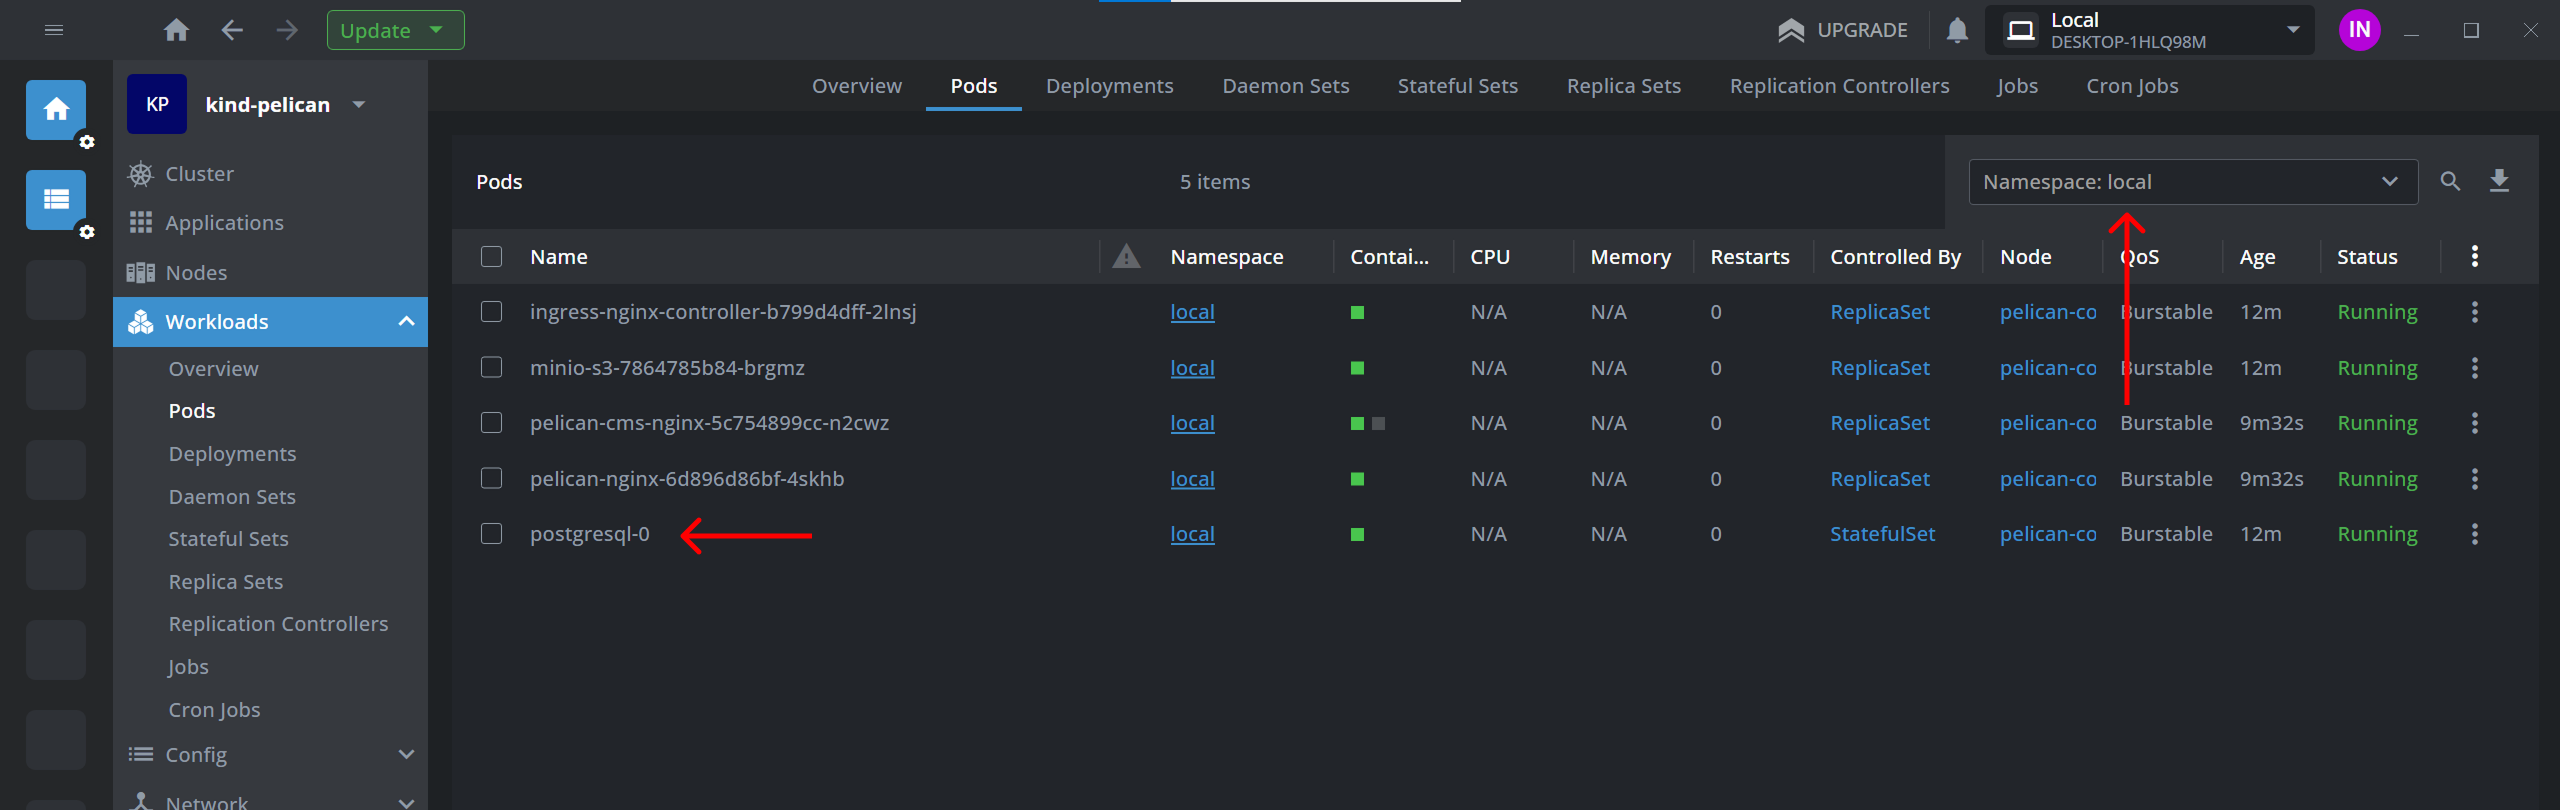 Update
UPGRADE
Local
DESKTOP-1HLQ98M
IN
KP
kind-pelican
Overview Pods Deployments Daemon Sets Stateful Sets Replica Sets Replication Controllers Jobs Cron Jobs
Cluster
Applications
Nodes
Workloads
Overview
Pods
Deployments
Daemon Sets
Stateful Sets
Replica Sets
Replication Controllers
Jobs
Cron Jobs
Config
Network
Pods 5 items Namespace: local
Name Namespace Contai... CPU Memory Restarts Controlled By Node QoS Age Status
ingress-nginx-controller-b799d4dff-2lnsj local N/A N/A 0 ReplicaSet pelican-co Burstable 12m Running
minio-s3-7864785b84-brgmz local N/A N/A 0 ReplicaSet pelican-co Burstable 12m Running
pelican-cms-nginx-5c754899cc-n2cwz local N/A N/A 0 ReplicaSet pelican-co Burstable 9m32s Running
pelican-nginx-6d896d86bf-4skhb local N/A N/A 0 ReplicaSet pelican-co Burstable 9m32s Running
postgresql-0 local N/A N/A 0 StatefulSet pelican-co Burstable 12m Running